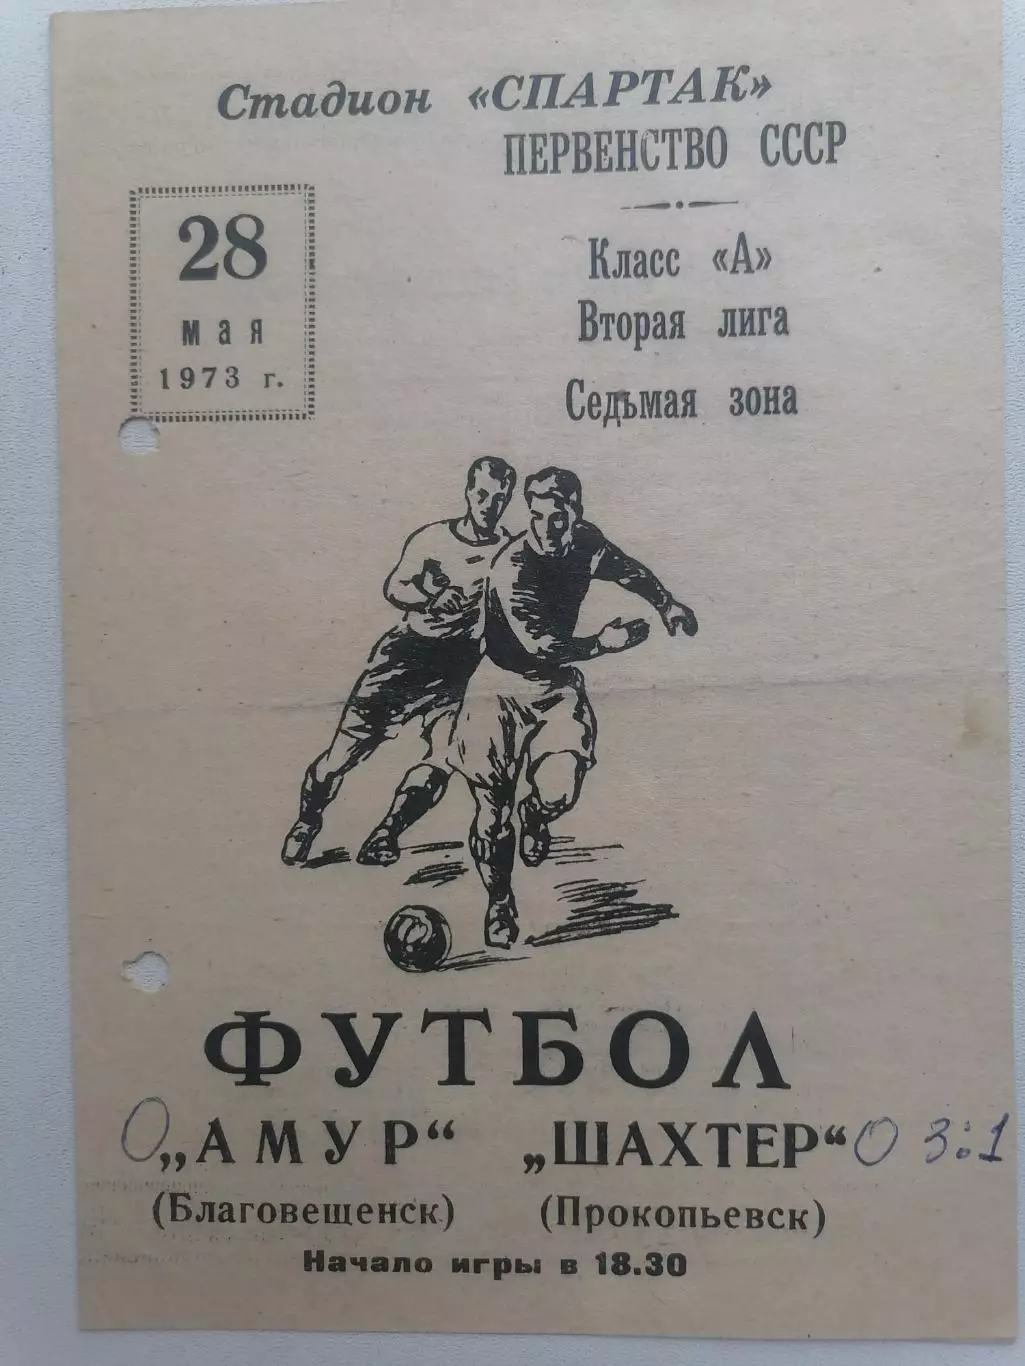 Стадион «СПАРТАК»
ПЕРВЕНСТВО СССР
28
мая
1973 г.
Класс «А»
Вторая лига
Седьмая зона
ФУТБОЛ
0 „АМУР“ „ШАХТЕР“ 0 3:1
(Благовещенск) (Прокопьевск)
Начало игры в 18.30